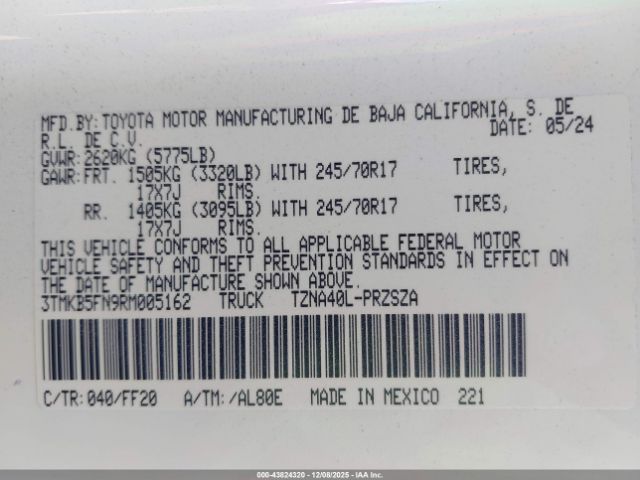 MFD.BY:TOYOTA MOTOR MANUFACTURING DE BAJA CALIFORNIA, S. DE
R.L. DE C.V. DATE: 05/24
GVWR:2620KG (5775LB)
GAWR:FRT. 1505KG (3320LB) WITH 245/70R17 TIRES,
17X7J RIMS.
RR. 1405KG (3095LB) WITH 245/70R17 TIRES,
17X7J RIMS.
THIS VEHICLE CONFORMS TO ALL APPLICABLE FEDERAL MOTOR
VEHICLE SAFETY AND THEFT PREVENTION STANDARDS IN EFFECT ON
THE DATE OF MANUFACTURE SHOWN ABOVE.
3TMKB5FN9RM005162 TRUCK TZNA40L-PRZSZA
C/TR:040/FF20 A/TM:/AL80E MADE IN MEXICO 221
000-43824320 - 12/08/2025 - IAA Inc.